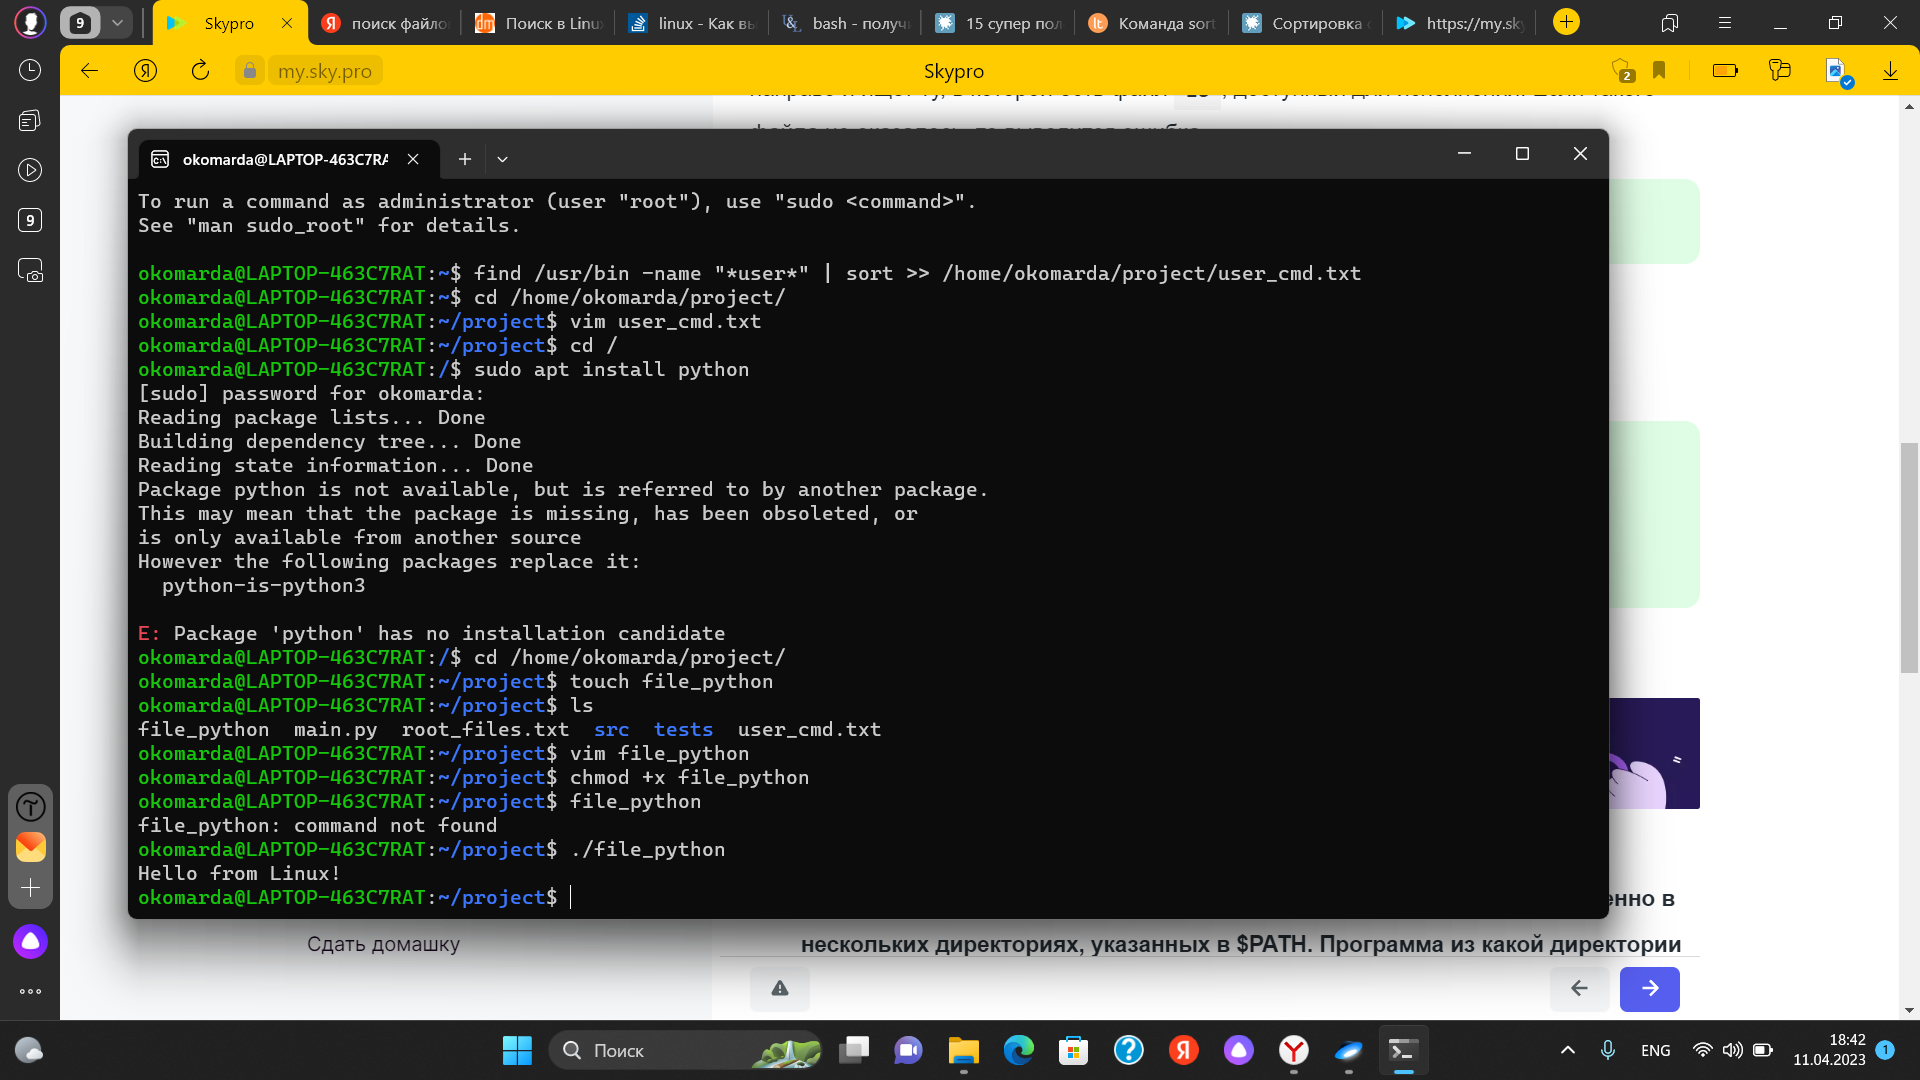 9
Skypro
поиск файло
Поиск в Linu
linux - Как вы
bash - получ
15 супер пол
Команда sort
Сортировка с
https://my.sk
my.sky.pro
Skypro
2
9
okomarda@LAPTOP-463C7RA
To run a command as administrator (user "root"), use "sudo <command>".
See "man sudo_root" for details.
okomarda@LAPTOP-463C7RAT:~$ find /usr/bin -name "*user*" | sort >> /home/okomarda/project/user_cmd.txt
okomarda@LAPTOP-463C7RAT:~$ cd /home/okomarda/project/
okomarda@LAPTOP-463C7RAT:~/project$ vim user_cmd.txt
okomarda@LAPTOP-463C7RAT:~/project$ cd /
okomarda@LAPTOP-463C7RAT:/$ sudo apt install python
[sudo] password for okomarda:
Reading package lists... Done
Building dependency tree... Done
Reading state information... Done
Package python is not available, but is referred to by another package.
This may mean that the package is missing, has been obsoleted, or
is only available from another source
However the following packages replace it:
  python-is-python3
E: Package 'python' has no installation candidate
okomarda@LAPTOP-463C7RAT:/$ cd /home/okomarda/project/
okomarda@LAPTOP-463C7RAT:~/project$ touch file_python
okomarda@LAPTOP-463C7RAT:~/project$ ls
file_python  main.py  root_files.txt  src  tests  user_cmd.txt
okomarda@LAPTOP-463C7RAT:~/project$ vim file_python
okomarda@LAPTOP-463C7RAT:~/project$ chmod +x file_python
okomarda@LAPTOP-463C7RAT:~/project$ file_python
file_python: command not found
okomarda@LAPTOP-463C7RAT:~/project$ ./file_python
Hello from Linux!
okomarda@LAPTOP-463C7RAT:~/project$
енно в
Сдать домашку
нескольких директориях, указанных в $PATH. Программа из какой директории
Поиск
ENG
18:42
11.04.2023
1